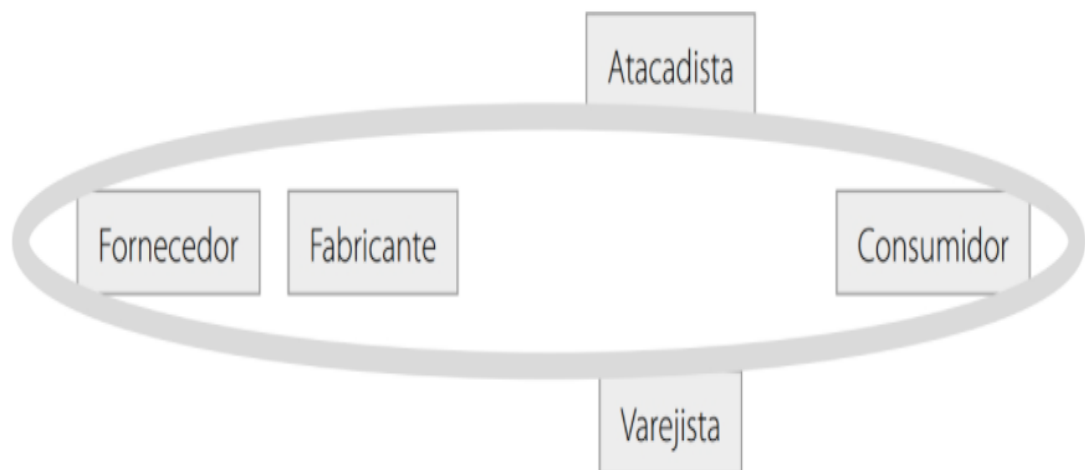 Atacadista
Fornecedor
Fabricante
Consumidor
Varejista